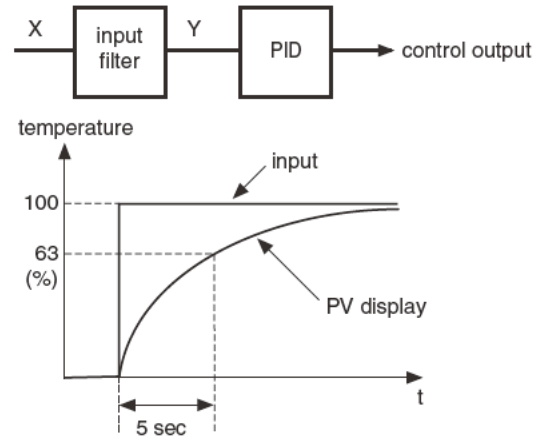 X
input
filter
Y
PID
control output
temperature
input
100
63
(%)
PV display
t
5 sec